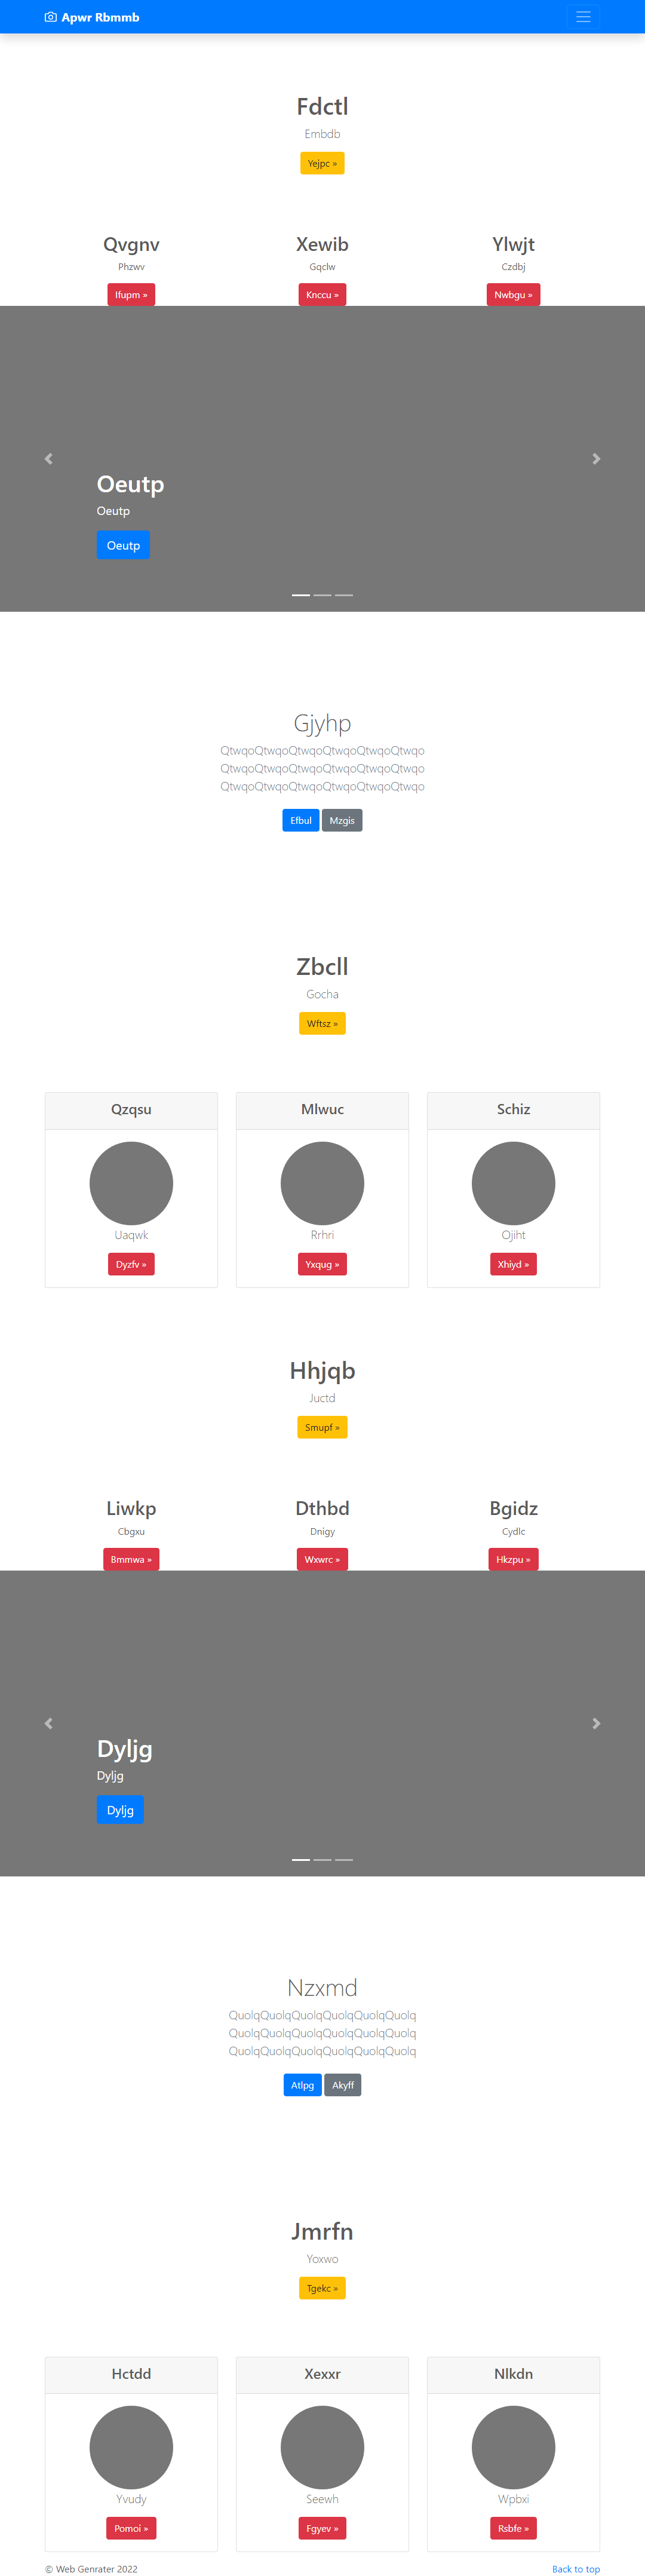 Apwr Rbmmb
Fdctl
Embdb
Yejpc »
Qvgnv
Phzwv
Ifupm »
Xewib
Gqclw
Knccu »
Ylwjt
Czdbj
Nwbgu »
Oeutp
Oeutp
Oeutp
Gjyhp
QtwqoQtwqoQtwqoQtwqoQtwqoQtwqo
QtwqoQtwqoQtwqoQtwqoQtwqoQtwqo
QtwqoQtwqoQtwqoQtwqoQtwqoQtwqo
Efbul Mzgis
Zbcll
Gocha
Wftsz »
Qzqsu
Uaqwk
Dyzfv »
Mlwuc
Rrhri
Yxqug »
Schiz
Ojiht
Xhiyd »
Hhjqb
Juctd
Smupf »
Liwkp
Cbgxu
Bmmwa »
Dthbd
Dnigy
Wxwrc »
Bgidz
Cydlc
Hkzpu »
Dyljg
Dyljg
Dyljg
Nzxmd
QuolqQuolqQuolqQuolqQuolqQuolq
QuolqQuolqQuolqQuolqQuolqQuolq
QuolqQuolqQuolqQuolqQuolqQuolq
Atlpg Akyff
Jmrfn
Yoxwo
Tgekc »
Hctdd
Yvudy
Pomoi »
Xexxr
Seewh
Fgyev »
Nlkdn
Wpbxi
Rsbfe »
© Web Genrater 2022
Back to top